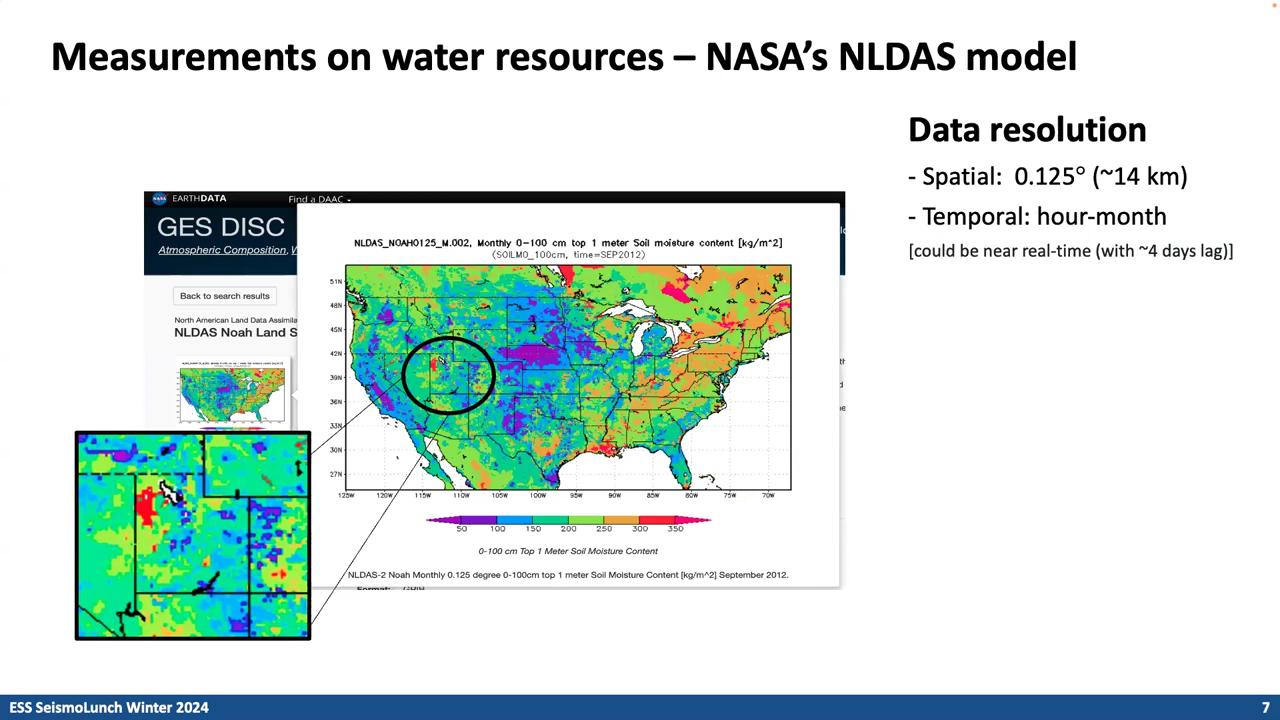 Measurements on water resources – NASA's NLDAS model
Data resolution
- Spatial: 0.125° (~14 km)
- Temporal: hour-month
[could be near real-time (with ~4 days lag)]
EARTHDATA
Find a DAAC
GES DISC
Atmospheric Composition, W
Back to search results
North American Land Data Assimila
NLDAS Noah Land S
NLDAS_NOAH0125_M.002, Monthly 0-100 cm top 1 meter Soil moisture content [kg/m^2]
(SOILM0_100cm, time=SEP2012)
51N
48N
45N
42N
39N
36N
33N
30N
27N
125W 120W 115W 110W 105W 100W 95W 90W 85W 80W 75W 70W
50 100 150 200 250 300 350
0-100 cm Top 1 Meter Soil Moisture Content
NLDAS-2 Noah Monthly 0.125 degree 0-100cm top 1 meter Soil Moisture Content [kg/m^2] September 2012.
Format: GRIB
ESS SeismoLunch Winter 2024
7